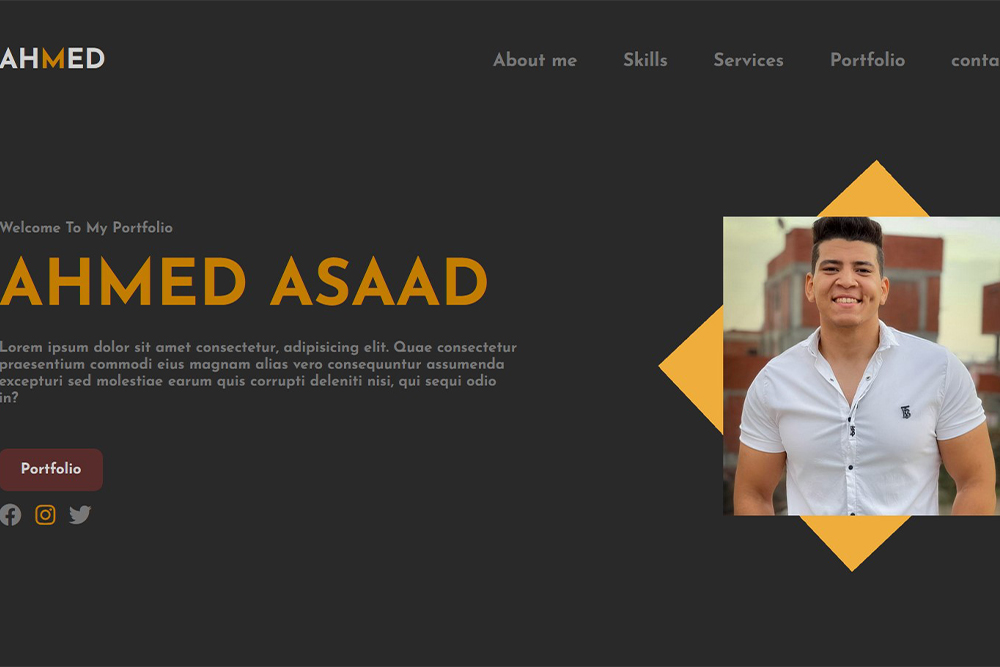 AHMED
About me Skills Services Portfolio conta
Welcome To My Portfolio
AHMED ASAAD
Lorem ipsum dolor sit amet consectetur, adipisicing elit. Quae consectetur
praesentium commodi eius magnam alias vero consequuntur assumenda
excepturi sed molestiae earum quis corrupti deleniti nisi, qui sequi odio
in?
Portfolio